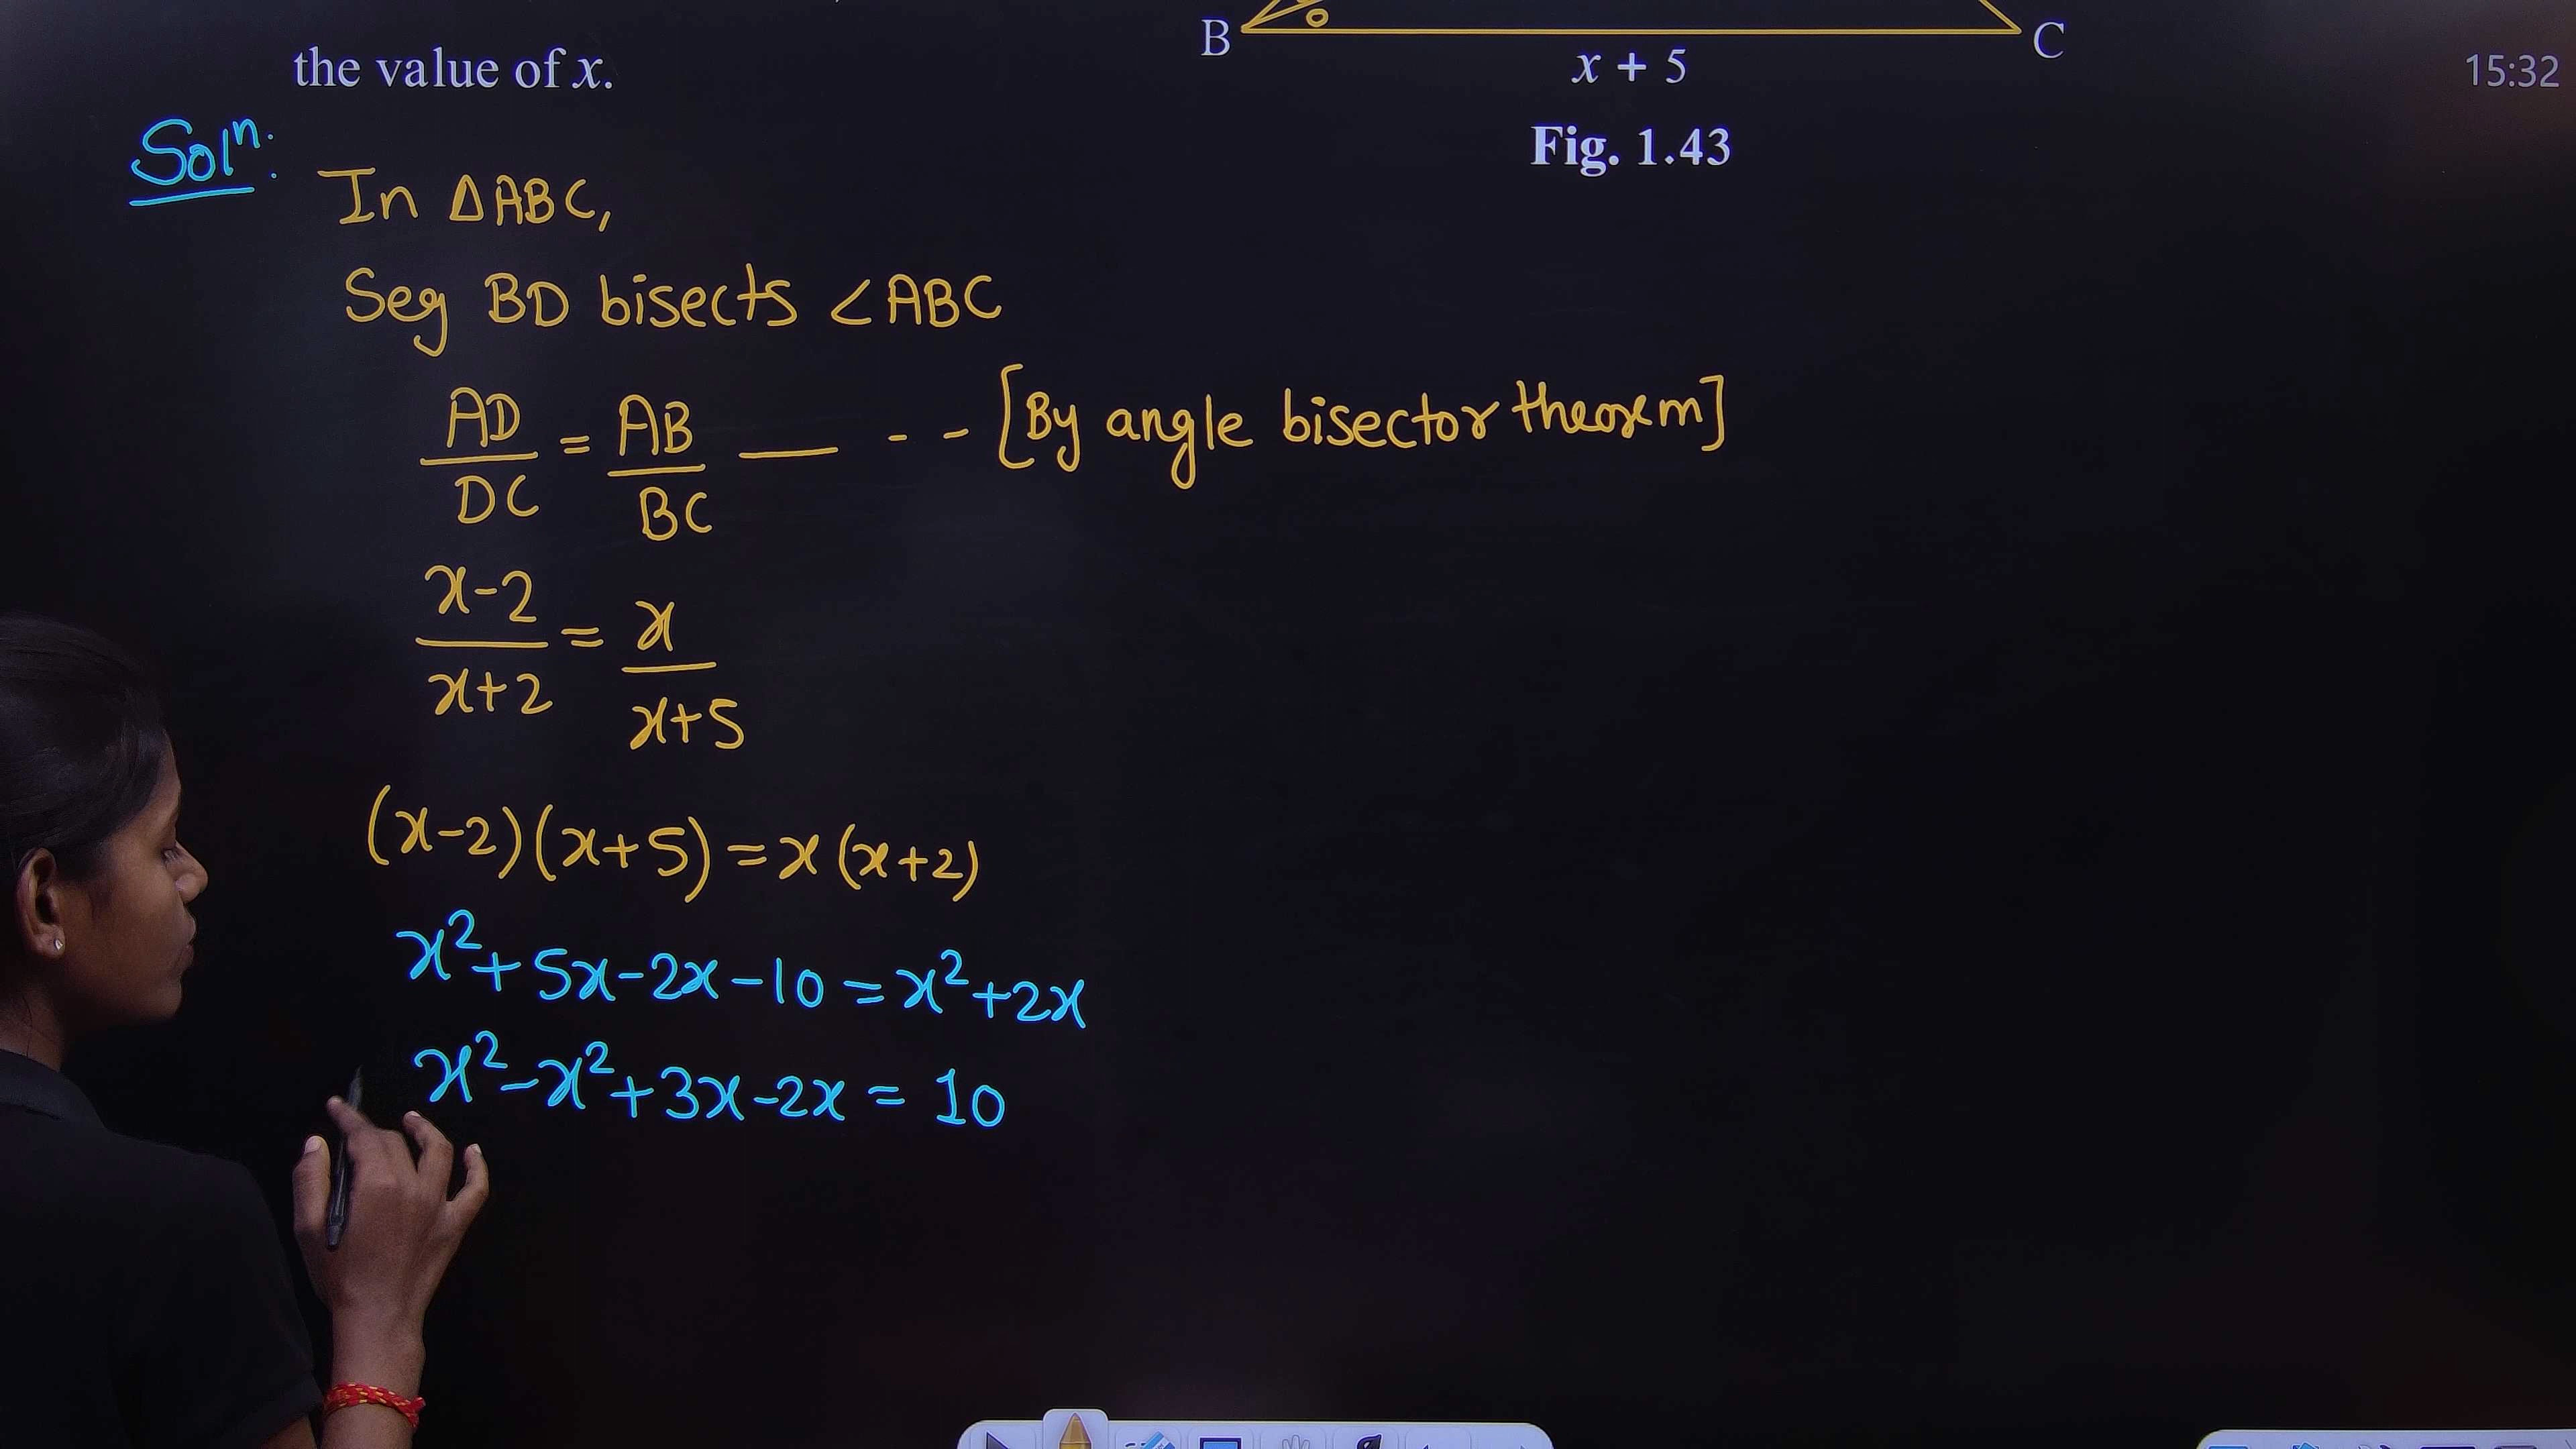 B
C
the value of x.
x + 5
15:32
Fig. 1.43
Solⁿ:
In ΔABC,
Seg BD bisects ∠ABC
AD/DC = AB/BC — - - [By angle bisector theorem]
x-2/x+2 = x/x+5
(x-2)(x+5)=x(x+2)
x²+5x-2x-10=x²+2x
x²-x²+3x-2x=10